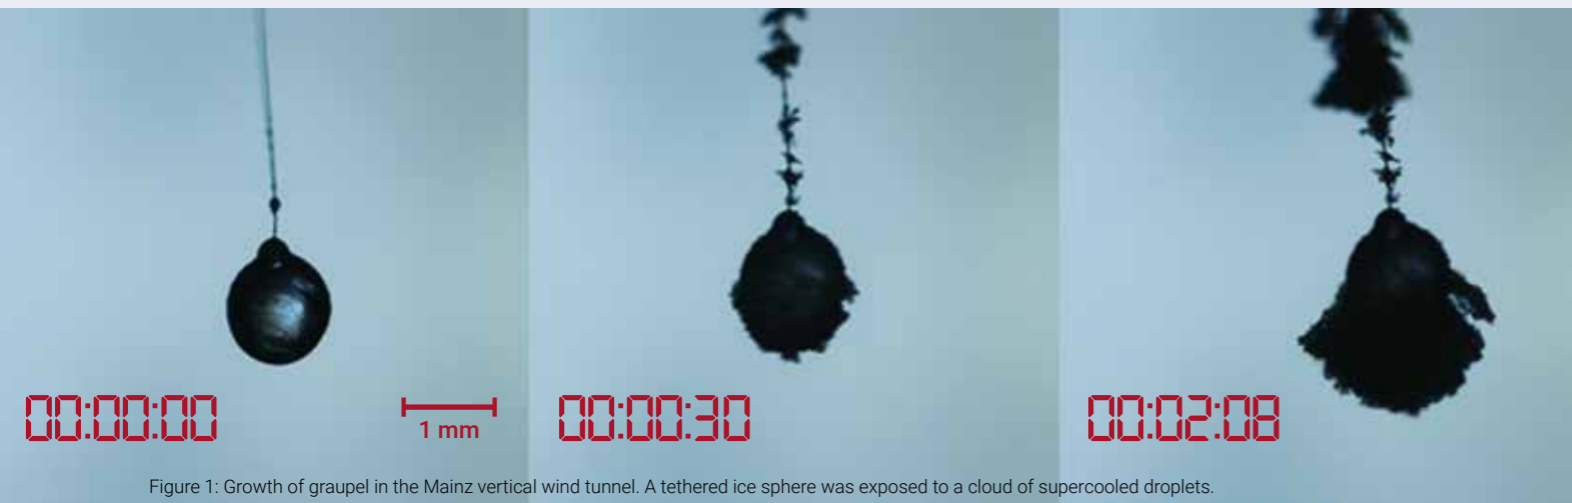 00:00:00
1 mm
00:00:30
00:02:08
Figure 1: Growth of graupel in the Mainz vertical wind tunnel. A tethered ice sphere was exposed to a cloud of supercooled droplets.